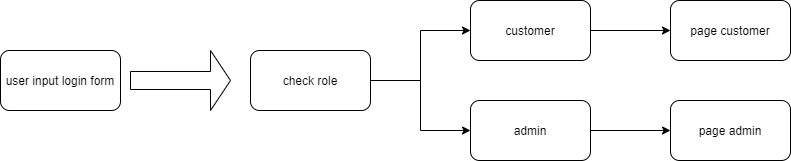 user input login form
check role
customer
page customer
admin
page admin